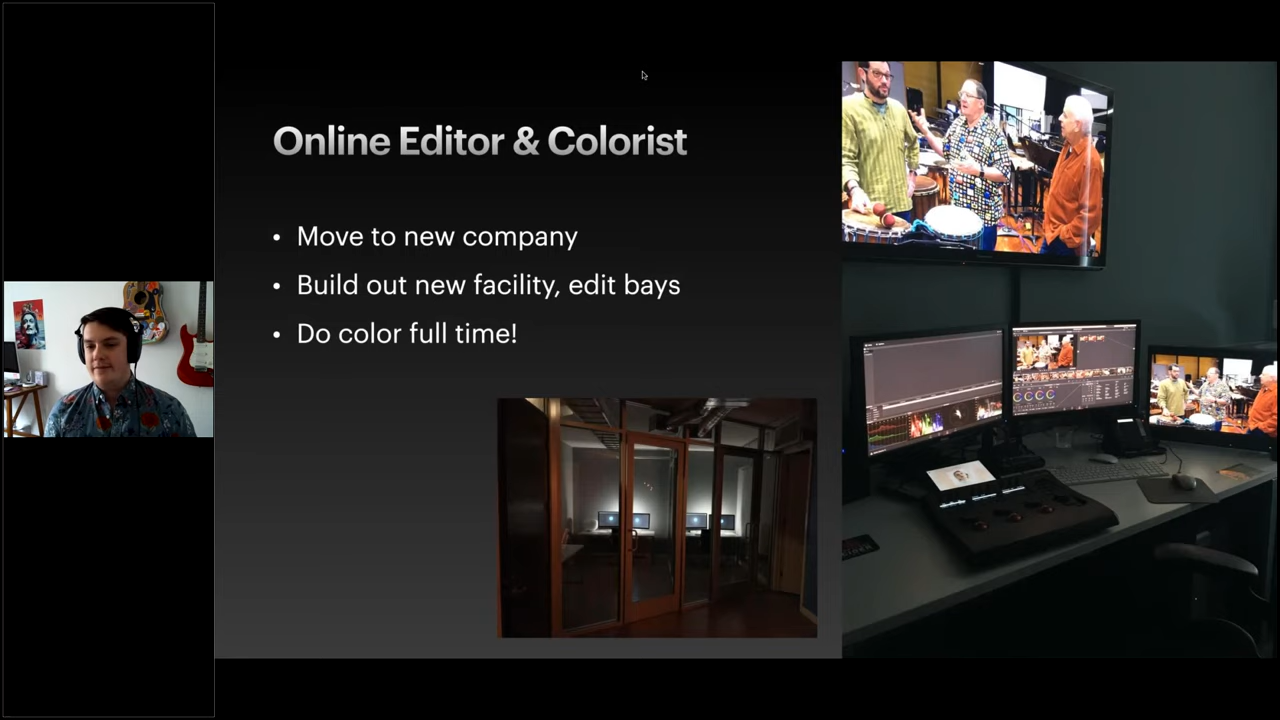 Online Editor & Colorist
• Move to new company
• Build out new facility, edit bays
• Do color full time!